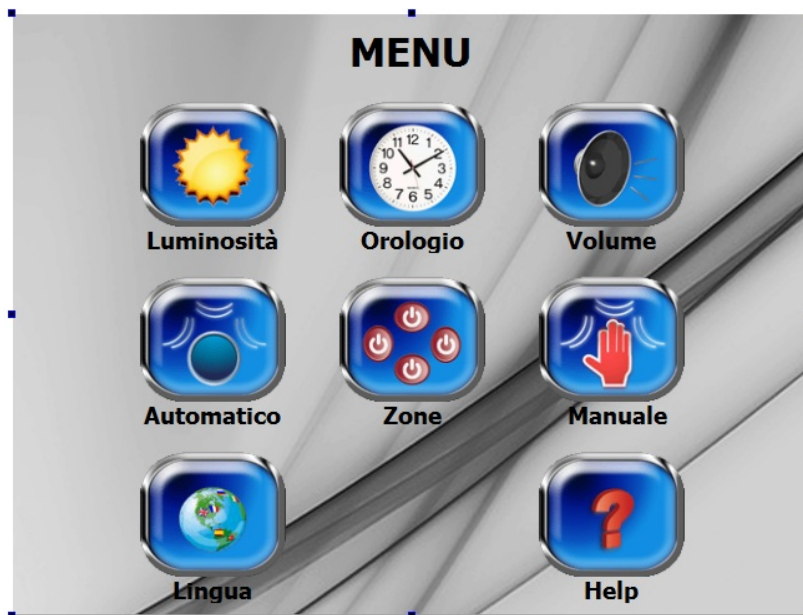 MENU
Luminosità
Orologio
Volume
Automatico
Zone
Manuale
Lingua
Help